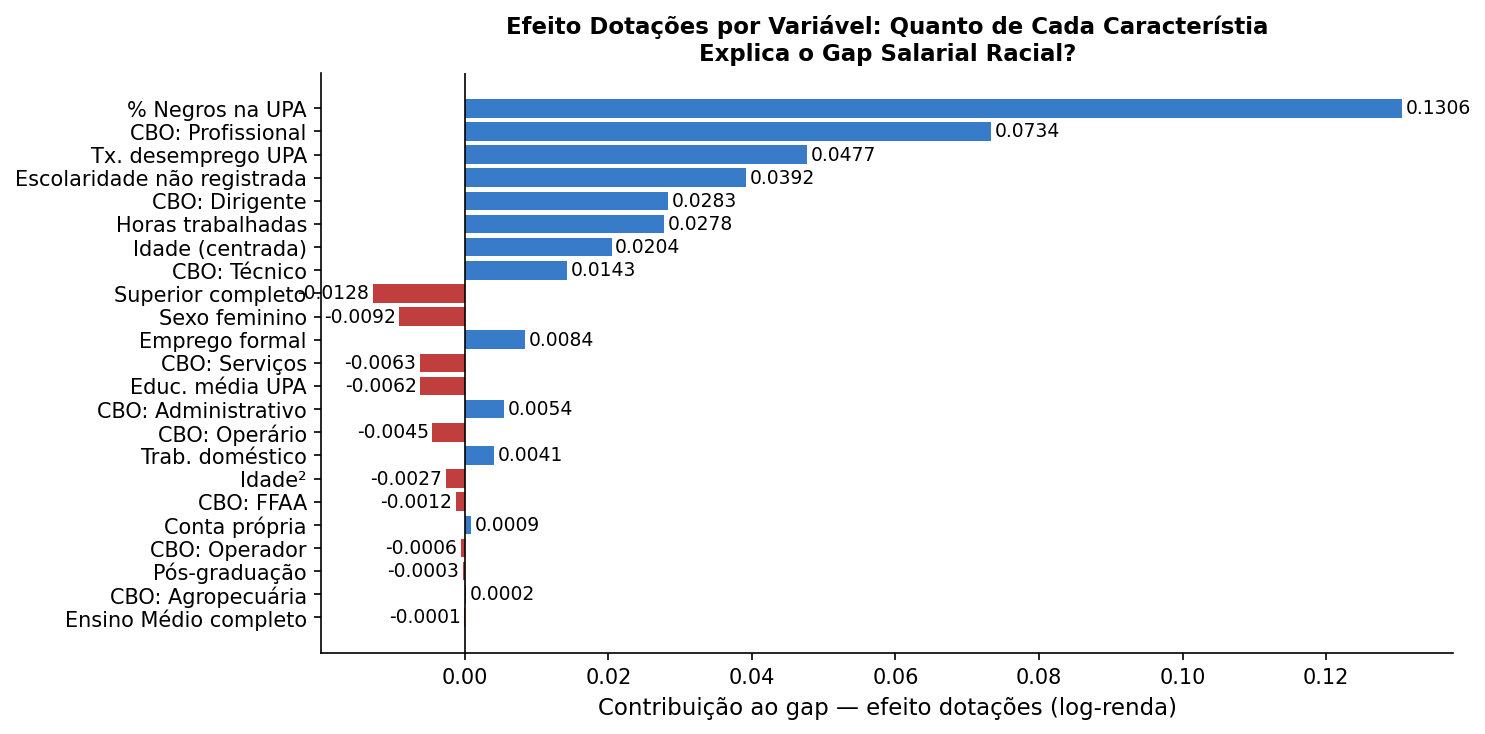 Efeito Dotações por Variável: Quanto de Cada Característia
Explica o Gap Salarial Racial?
% Negros na UPA 0.1306
CBO: Profissional 0.0734
Tx. desemprego UPA 0.0477
Escolaridade não registrada 0.0392
CBO: Dirigente 0.0283
Horas trabalhadas 0.0278
Idade (centrada) 0.0204
CBO: Técnico 0.0143
Superior completo -0.0128
Sexo feminino -0.0092
Emprego formal 0.0084
CBO: Serviços -0.0063
Educ. média UPA -0.0062
CBO: Administrativo 0.0054
CBO: Operário -0.0045
Trab. doméstico 0.0041
Idade² -0.0027
CBO: FFAA -0.0012
Conta própria 0.0009
CBO: Operador -0.0006
Pós-graduação -0.0003
CBO: Agropecuária 0.0002
Ensino Médio completo -0.0001
0.00 0.02 0.04 0.06 0.08 0.10 0.12
Contribuição ao gap — efeito dotações (log-renda)